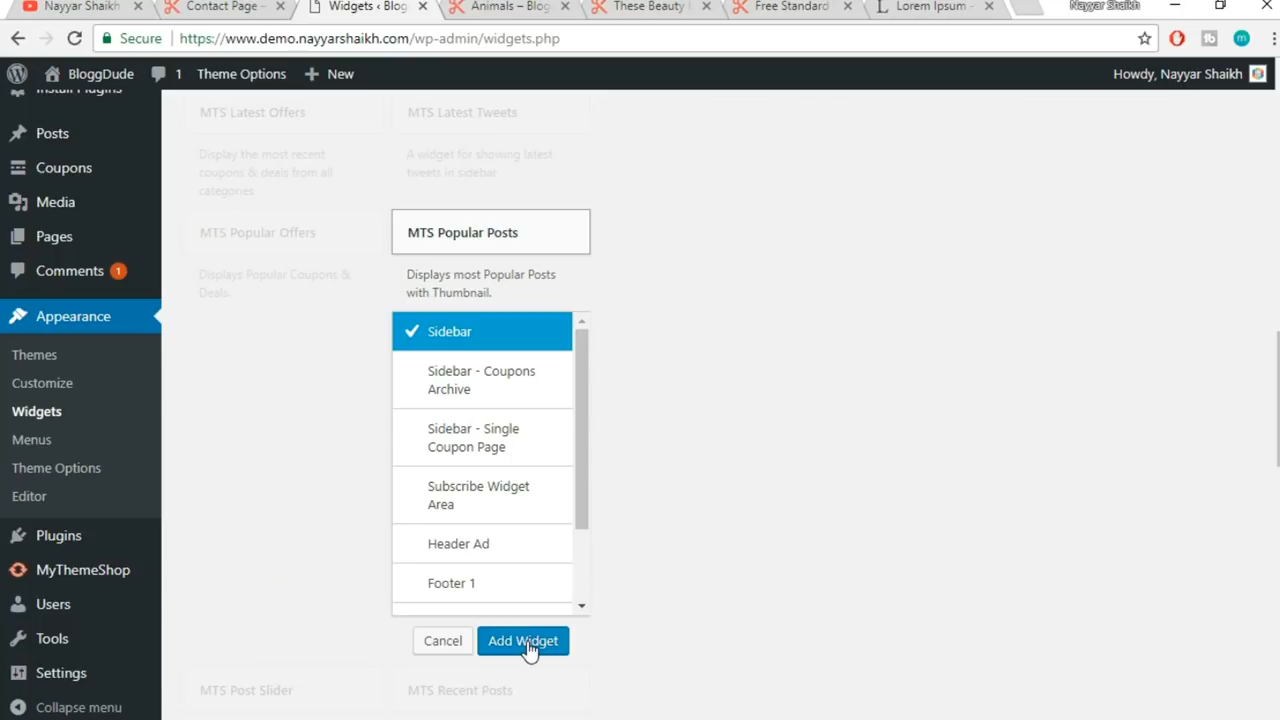 Nayyar Shaikh
Contact Page –
Widgets ‹ Blog
Animals – Blog
These Beauty
Free Standard
Lorem Ipsum -
Nayyar Shaikh
Secure
https://www.demo.nayyarshaikh.com/wp-admin/widgets.php
BloggDude
1
Theme Options
New
Howdy, Nayyar Shaikh
Install Plugins
Posts
Coupons
Media
Pages
Comments 1
Appearance
Themes
Customize
Widgets
Menus
Theme Options
Editor
Plugins
MyThemeShop
Users
Tools
Settings
Collapse menu
MTS Latest Offers
Display the most recent
coupons & deals from all
categories
MTS Latest Tweets
A widget for showing latest
tweets in sidebar
MTS Popular Offers
Displays Popular Coupons &
Deals.
MTS Popular Posts
Displays most Popular Posts
with Thumbnail.
Sidebar
Sidebar - Coupons
Archive
Sidebar - Single
Coupon Page
Subscribe Widget
Area
Header Ad
Footer 1
Cancel
Add Widget
MTS Post Slider
MTS Recent Posts